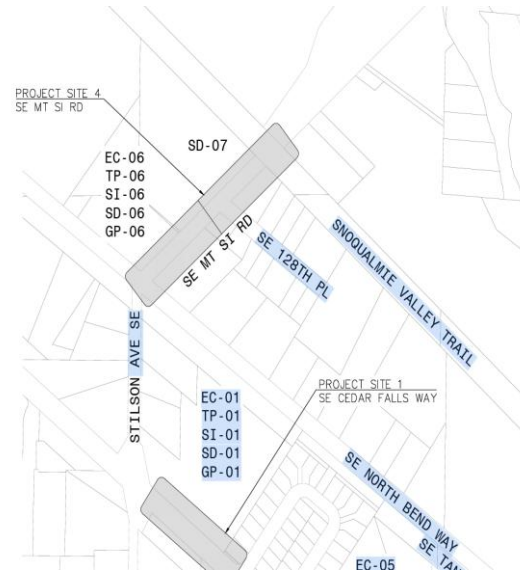 PROJECT SITE 4
SE MT SI RD
SD-07
EC-06
TP-06
SI-06
SD-06
GP-06
SE MT SI RD
SE 128TH PL
SNOQUALMIE VALLEY TRAIL
STILSON AVE SE
PROJECT SITE 1
SE CEDAR FALLS WAY
EC-01
TP-01
SI-01
SD-01
GP-01
SE NORTH BEND WAY
EC-05